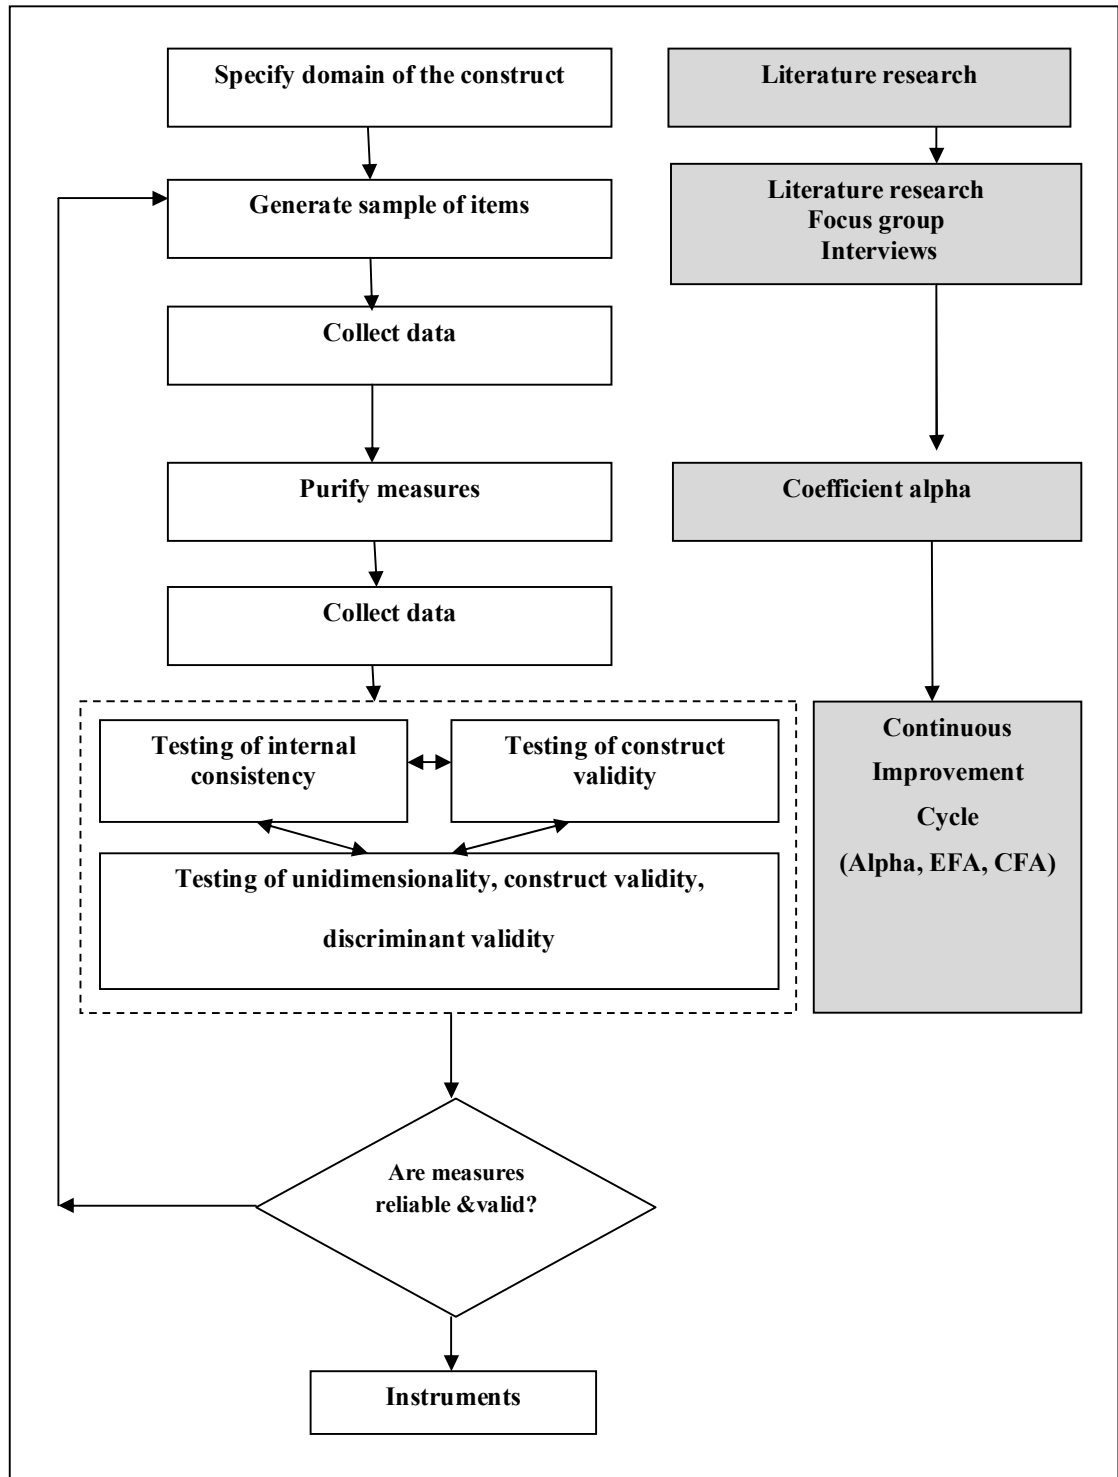 Specify domain of the construct
Literature research
Generate sample of items
Literature research
Focus group
Interviews
Collect data
Purify measures
Coefficient alpha
Collect data
Testing of internal
consistency
Testing of construct
validity
Testing of unidimensionality, construct validity,
discriminant validity
Continuous
Improvement
Cycle
(Alpha, EFA, CFA)
Are measures
reliable &valid?
Instruments